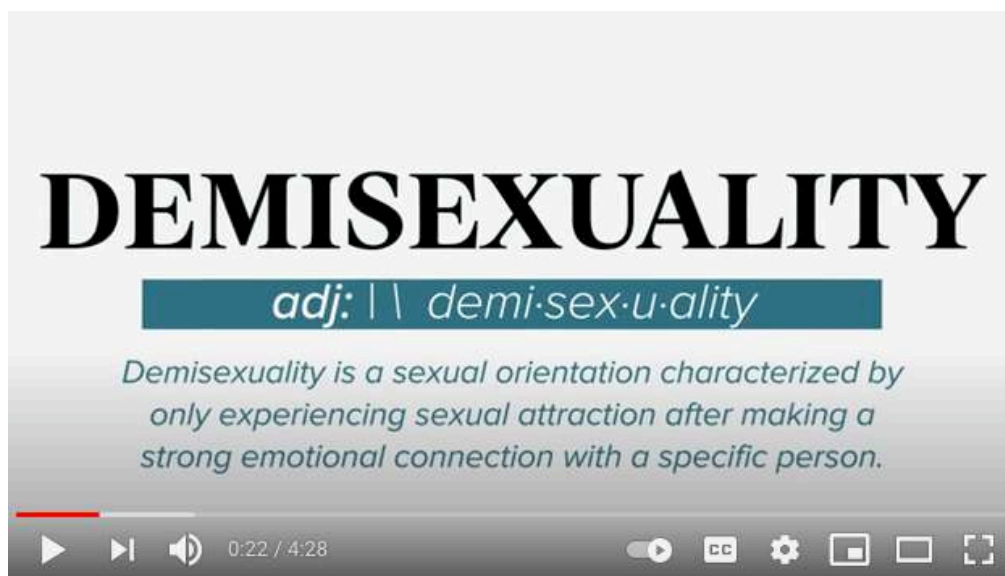 DEMISEXUALITY
adj: | \ demi·sex·u·ality
Demisexuality is a sexual orientation characterized by
only experiencing sexual attraction after making a
strong emotional connection with a specific person.
0:22 / 4:28
CC